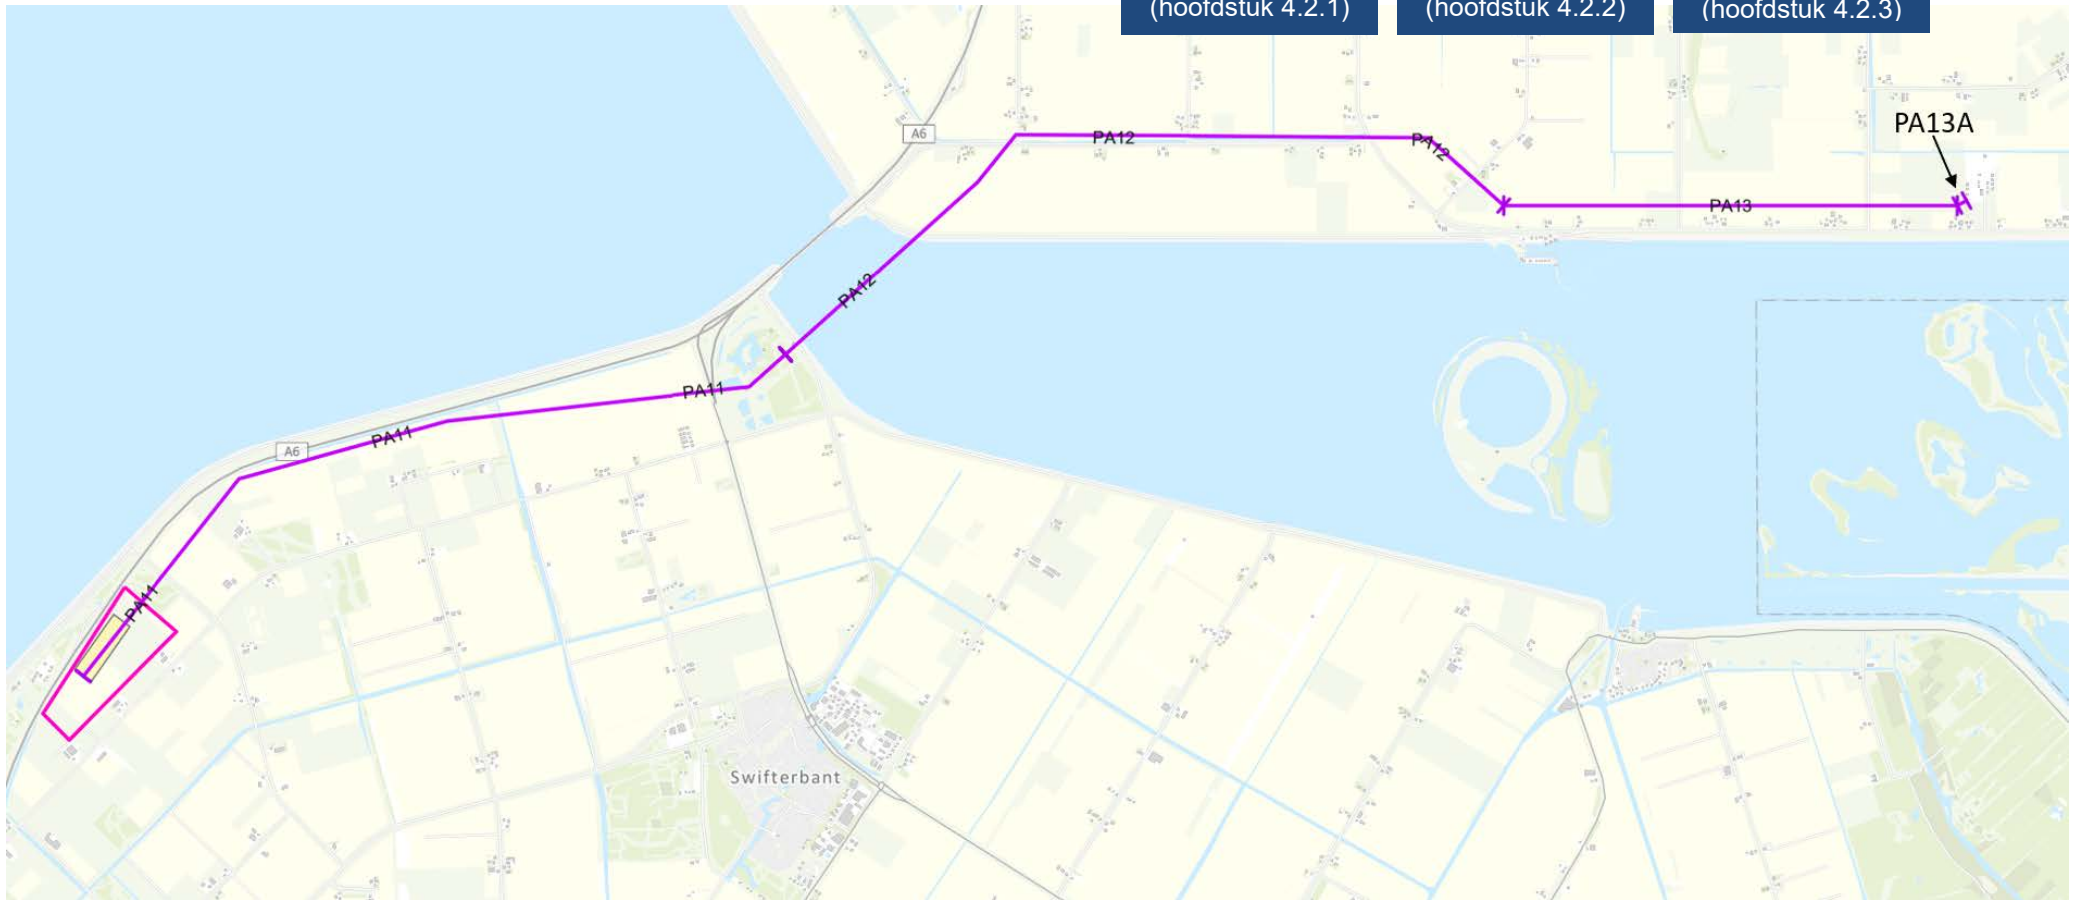 (hoofdstuk 4.2.1)
(hoofdstuk 4.2.2)
(hoofdstuk 4.2.3)
A6
PA12
PA12
PA13A
PA13
PA12
PA11
PA11
A6
PA11
Swifterbant